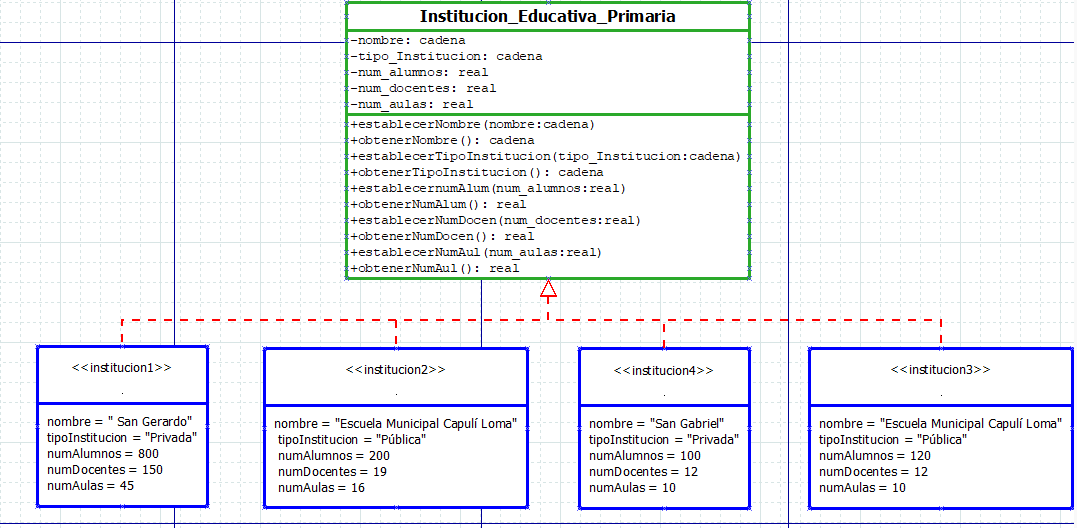 Institucion_Educativa_Primaria
-nombre: cadena
-tipo_Institucion: cadena
-num_alumnos: real
-num_docentes: real
-num_aulas: real
+establecerNombre(nombre:cadena)
+obtenerNombre(): cadena
+establecerTipoInstitucion(tipo_Institucion:cadena)
+obtenerTipoInstitucion(): cadena
+establecernumAlum(num_alumnos:real)
+obtenerNumAlum(): real
+establecerNumDocen(num_docentes:real)
+obtenerNumDocen(): real
+establecerNumAul(num_aulas:real)
+obtenerNumAul(): real
<<institucion1>>
.
nombre = " San Gerardo"
tipoInstitucion = "Privada"
numAlumnos = 800
numDocentes = 150
numAulas = 45
<<institucion2>>
.
nombre = "Escuela Municipal Capulí Loma"
tipoInstitucion = "Pública"
numAlumnos = 200
numDocentes = 19
numAulas = 16
<<institucion4>>
.
nombre = "San Gabriel"
tipoInstitucion = "Privada"
numAlumnos = 100
numDocentes = 12
numAulas = 10
<<institucion3>>
.
nombre = "Escuela Municipal Capulí Loma"
tipoInstitucion = "Pública"
numAlumnos = 120
numDocentes = 12
numAulas = 10